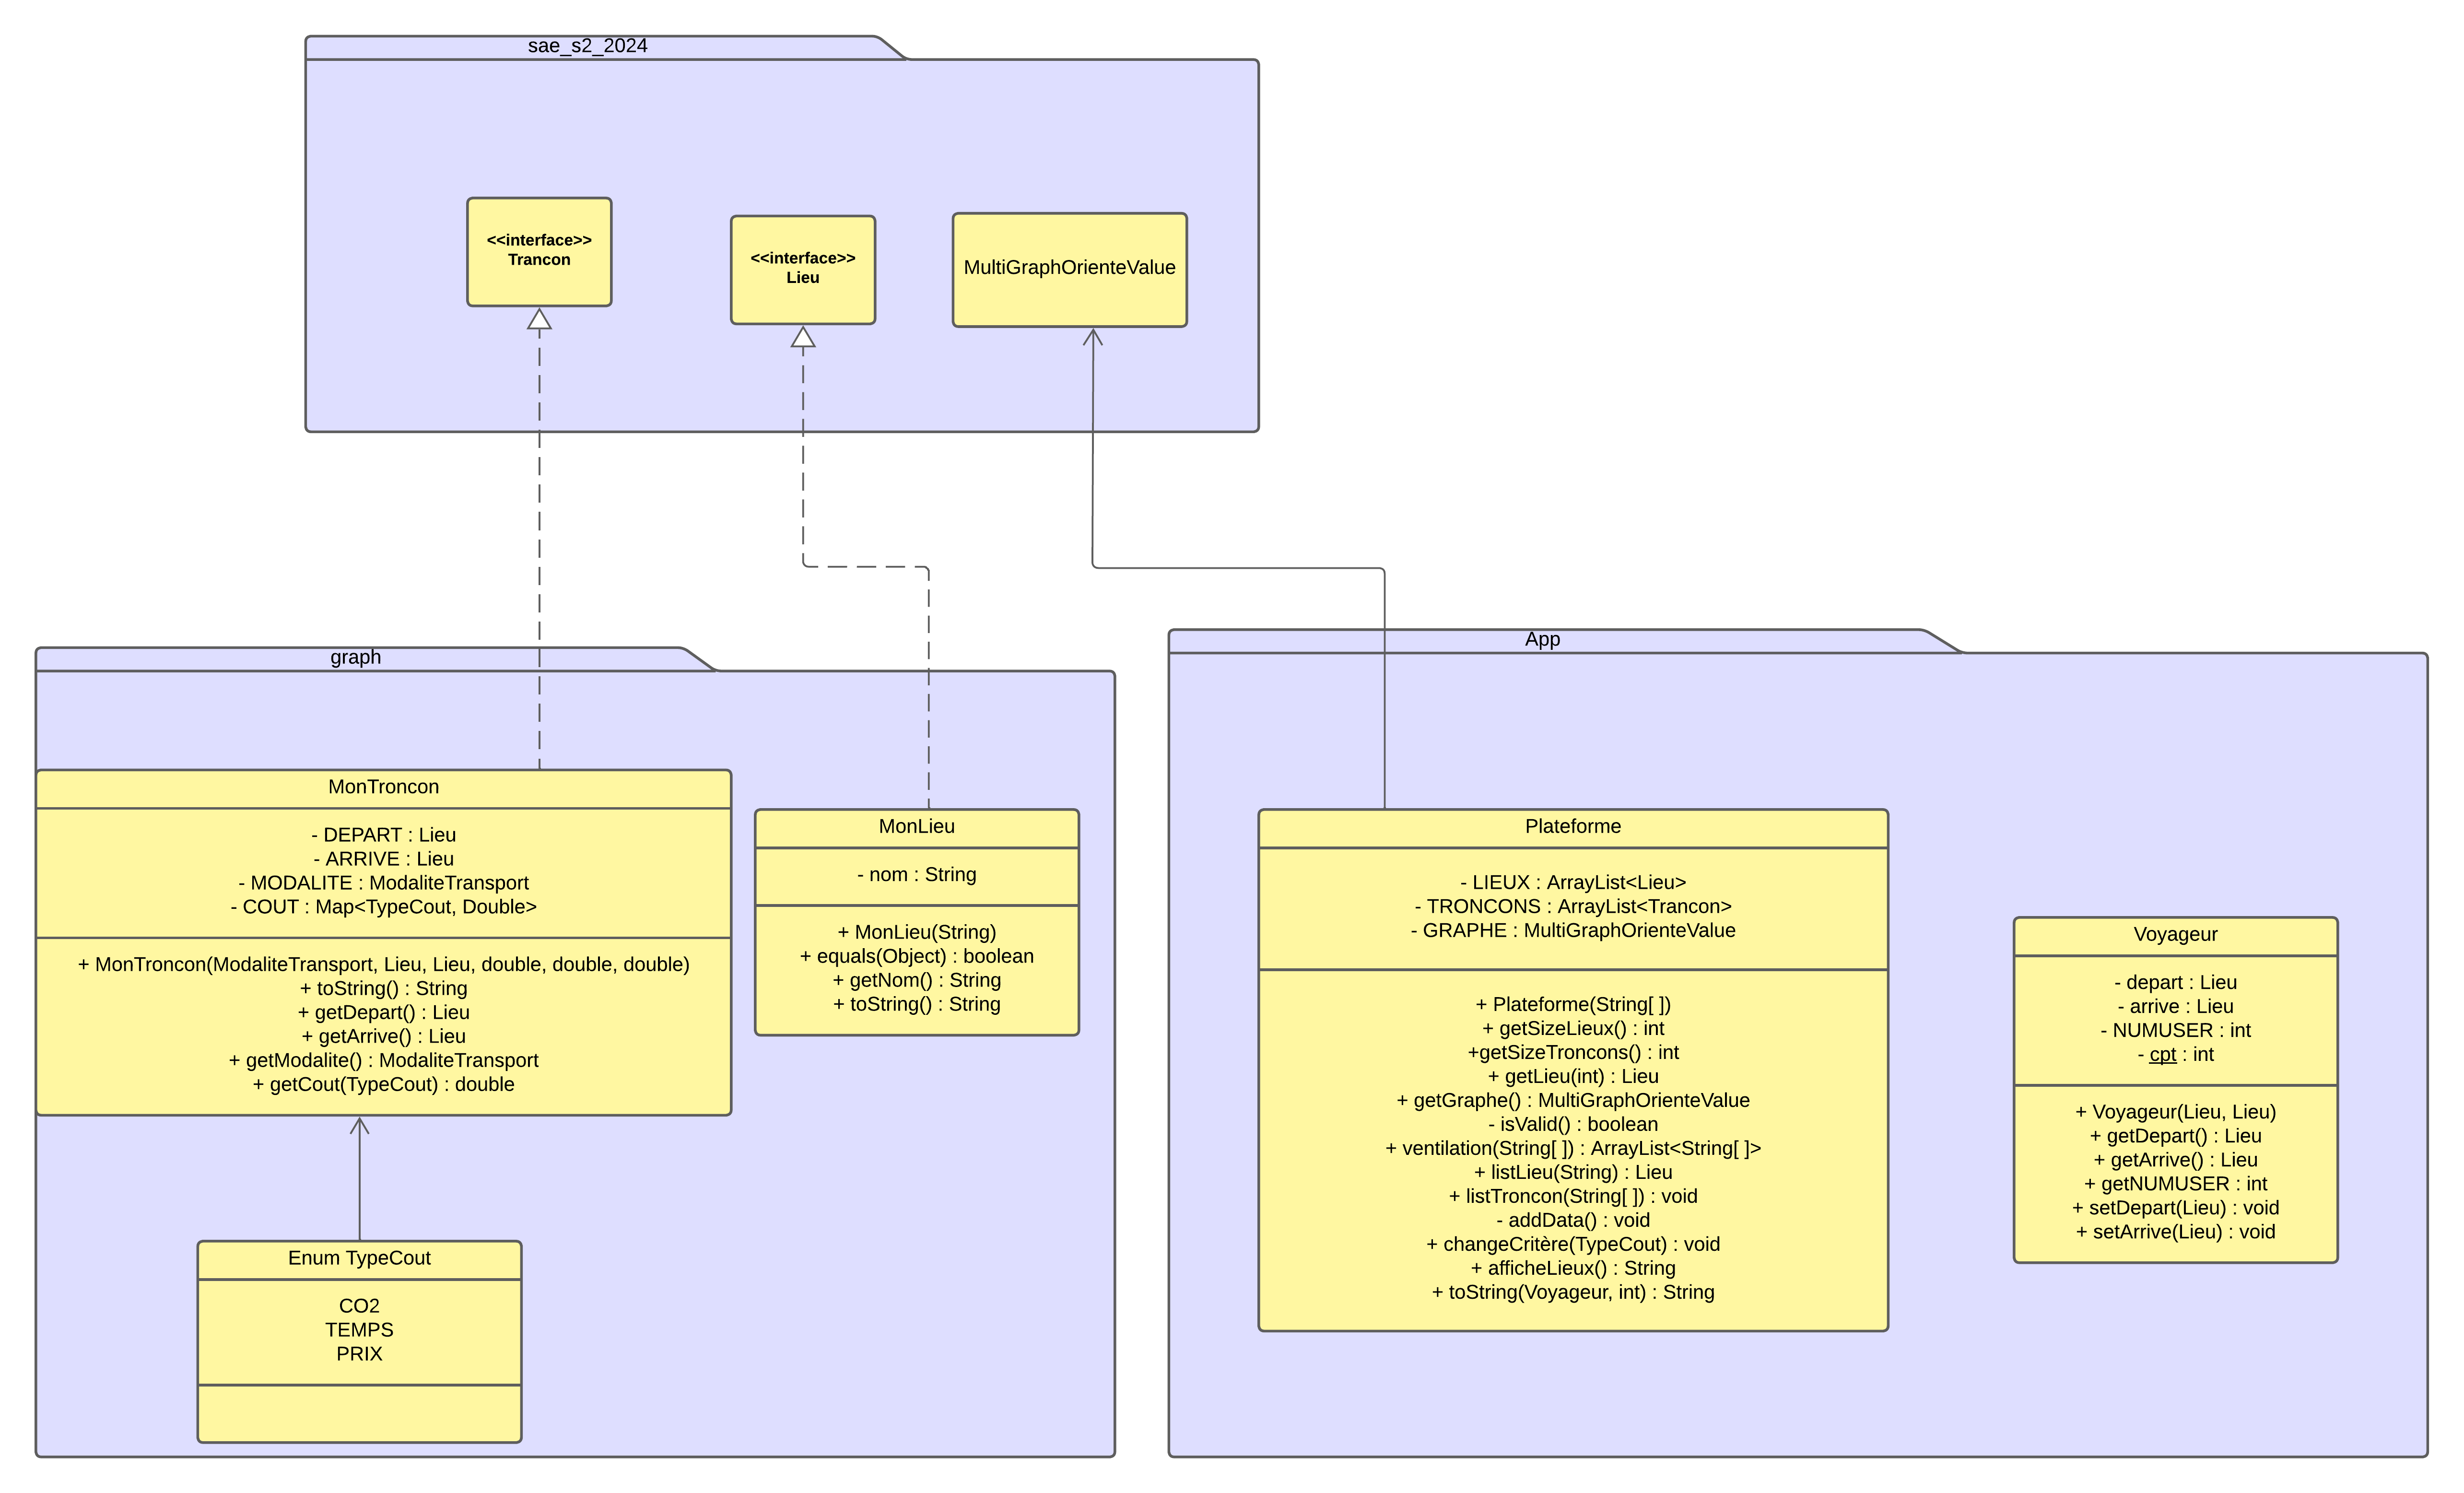 sae_s2_2024
<<interface>>
Trancon
<<interface>>
Lieu
MultiGraphOrienteValue
graph
MonTroncon
- DEPART : Lieu
- ARRIVE : Lieu
- MODALITE : ModaliteTransport
- COUT : Map<TypeCout, Double>
+ MonTroncon(ModaliteTransport, Lieu, Lieu, double, double, double)
+ toString() : String
+ getDepart() : Lieu
+ getArrive() : Lieu
+ getModalite() : ModaliteTransport
+ getCout(TypeCout) : double
MonLieu
- nom : String
+ MonLieu(String)
+ equals(Object) : boolean
+ getNom() : String
+ toString() : String
Enum TypeCout
CO2
TEMPS
PRIX
App
Plateforme
- LIEUX : ArrayList<Lieu>
- TRONCONS : ArrayList<Trancon>
- GRAPHE : MultiGraphOrienteValue
+ Plateforme(String[ ])
+ getSizeLieux() : int
+getSizeTroncons() : int
+ getLieu(int) : Lieu
+ getGraphe() : MultiGraphOrienteValue
- isValid() : boolean
+ ventilation(String[ ]) : ArrayList<String[ ]>
+ listLieu(String) : Lieu
+ listTroncon(String[ ]) : void
- addData() : void
+ changeCritère(TypeCout) : void
+ afficheLieux() : String
+ toString(Voyageur, int) : String
Voyageur
- depart : Lieu
- arrive : Lieu
- NUMUSER : int
- cpt : int
+ Voyageur(Lieu, Lieu)
+ getDepart() : Lieu
+ getArrive() : Lieu
+ getNUMUSER : int
+ setDepart(Lieu) : void
+ setArrive(Lieu) : void